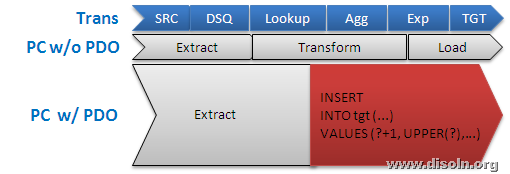 Trans SRC DSQ Lookup Agg Exp TGT
PC w/o PDO Extract Transform Load
PC w/ PDO Extract
INSERT
INTO tgt (...)
VALUES (?+1, UPPER(?),...)
www.disoln.org